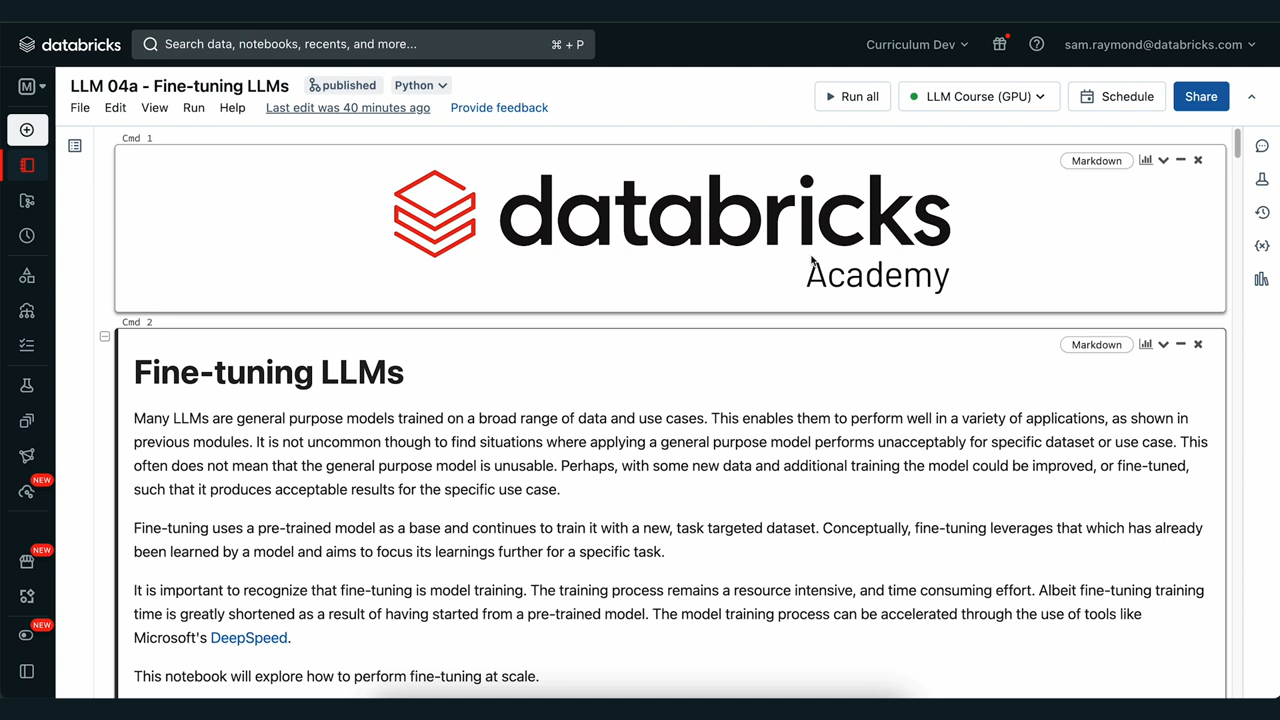 databricks
Search data, notebooks, recents, and more...
⌘ + P
Curriculum Dev
sam.raymond@databricks.com
M
LLM 04a - Fine-tuning LLMs
published
Python
File Edit View Run Help Last edit was 40 minutes ago Provide feedback
Run all
LLM Course (GPU)
Schedule
Share
Cmd 1
Markdown
databricks
Academy
Cmd 2
Markdown
Fine-tuning LLMs
Many LLMs are general purpose models trained on a broad range of data and use cases. This enables them to perform well in a variety of applications, as shown in
previous modules. It is not uncommon though to find situations where applying a general purpose model performs unacceptably for specific dataset or use case. This
often does not mean that the general purpose model is unusable. Perhaps, with some new data and additional training the model could be improved, or fine-tuned,
such that it produces acceptable results for the specific use case.
Fine-tuning uses a pre-trained model as a base and continues to train it with a new, task targeted dataset. Conceptually, fine-tuning leverages that which has already
been learned by a model and aims to focus its learnings further for a specific task.
It is important to recognize that fine-tuning is model training. The training process remains a resource intensive, and time consuming effort. Albeit fine-tuning training
time is greatly shortened as a result of having started from a pre-trained model. The model training process can be accelerated through the use of tools like
Microsoft's DeepSpeed.
This notebook will explore how to perform fine-tuning at scale.
NEW
NEW
NEW